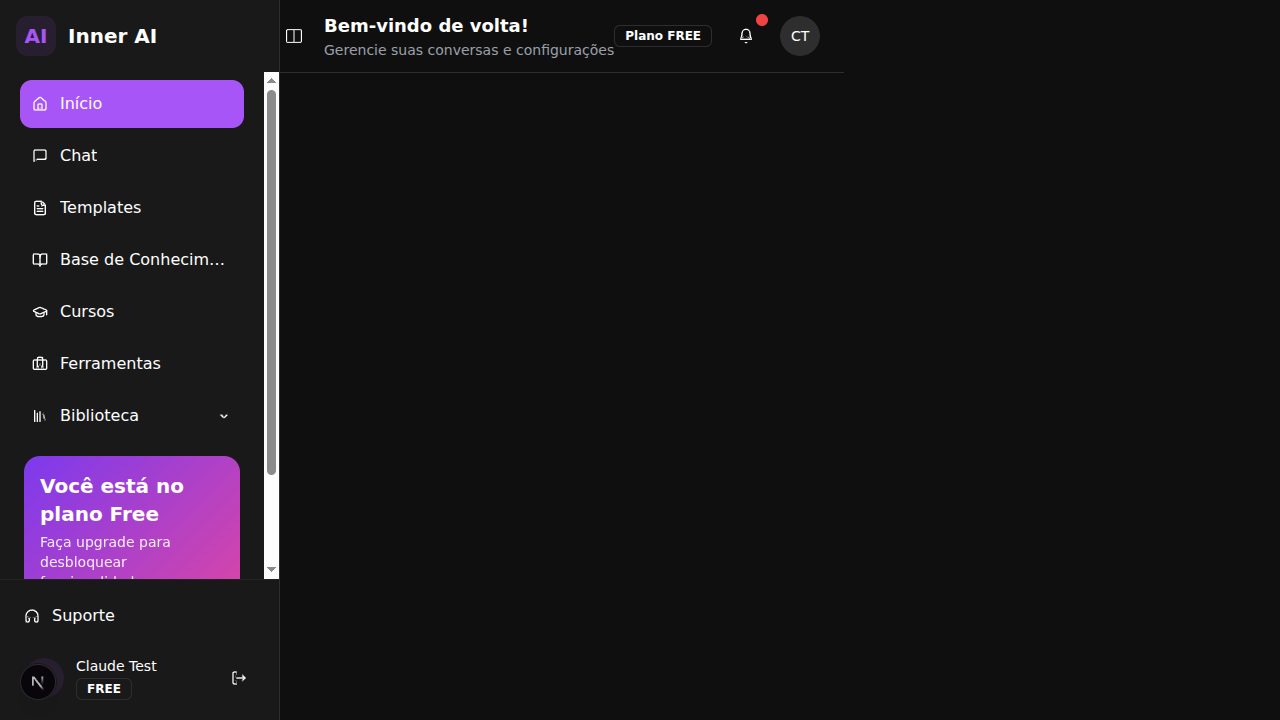 AI Inner AI
Bem-vindo de volta!
Gerencie suas conversas e configurações
Plano FREE
CT
Início
Chat
Templates
Base de Conhecim...
Cursos
Ferramentas
Biblioteca
Você está no
plano Free
Faça upgrade para
desbloquear
Suporte
Claude Test
N
FREE